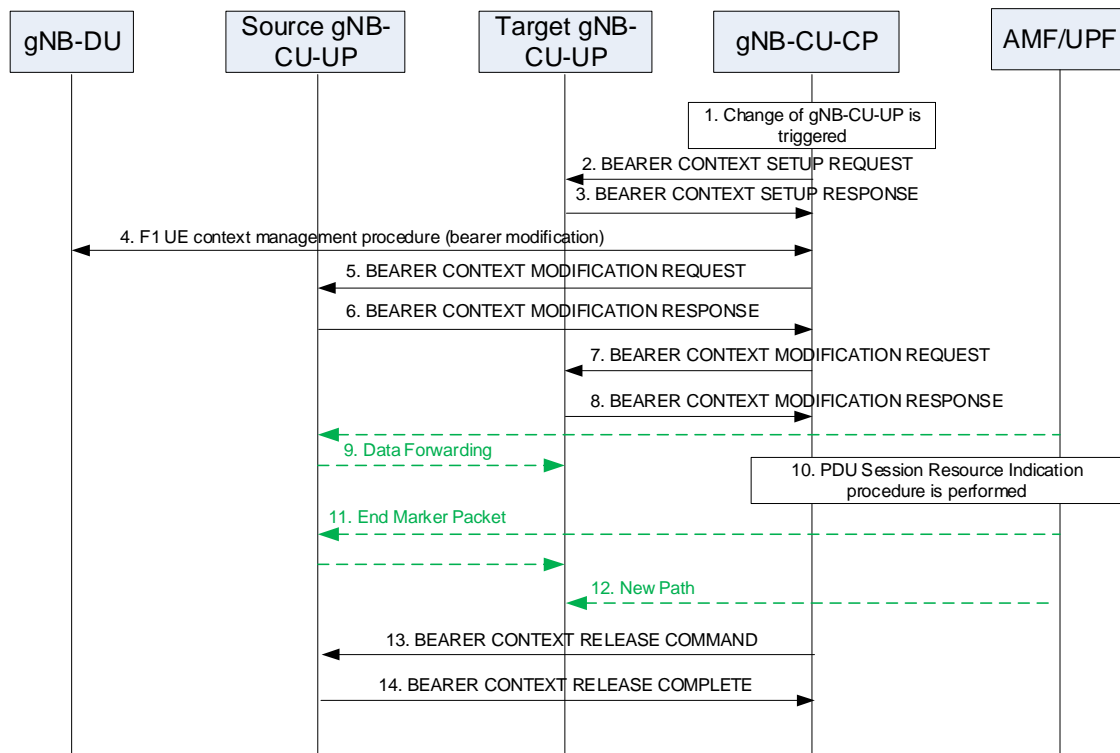 gNB-DU
Source gNB-
CU-UP
Target gNB-
CU-UP
gNB-CU-CP
AMF/UPF
1. Change of gNB-CU-UP is
triggered
2. BEARER CONTEXT SETUP REQUEST
3. BEARER CONTEXT SETUP RESPONSE
4. F1 UE context management procedure (bearer modification)
5. BEARER CONTEXT MODIFICATION REQUEST
6. BEARER CONTEXT MODIFICATION RESPONSE
7. BEARER CONTEXT MODIFICATION REQUEST
8. BEARER CONTEXT MODIFICATION RESPONSE
9. Data Forwarding
10. PDU Session Resource Indication
procedure is performed
11. End Marker Packet
12. New Path
13. BEARER CONTEXT RELEASE COMMAND
14. BEARER CONTEXT RELEASE COMPLETE